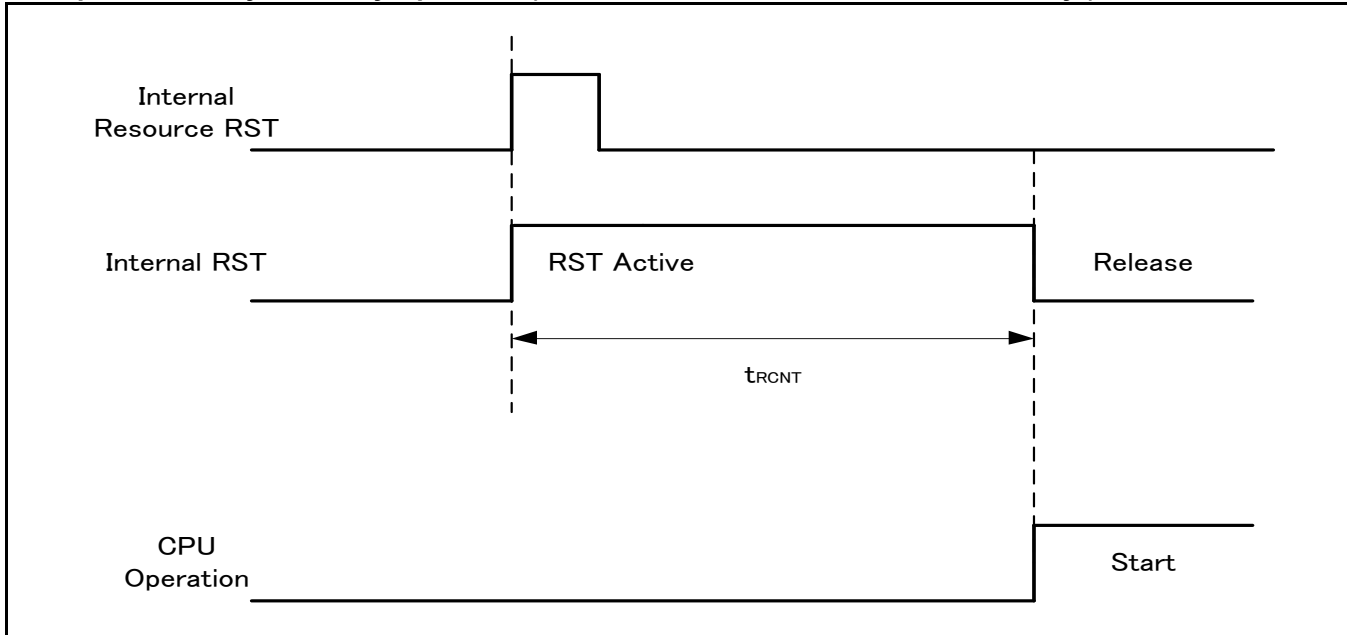 Internal
Resource RST
Internal RST
RST Active
Release
tRCNT
CPU
Operation
Start